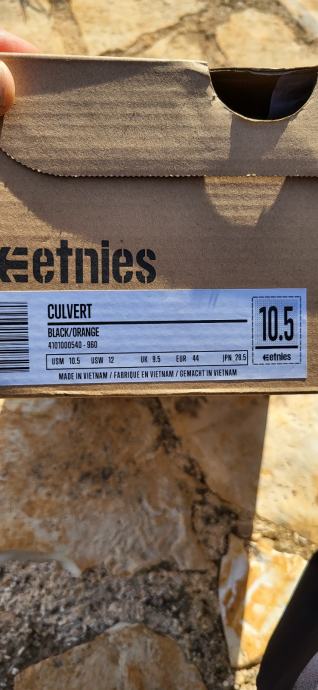 etnies
CULVERT
BLACK/ORANGE
4101000540 - 960
USM 10.5 USW 12 UK 9.5 EUR 44 JPN 28.5
MADE IN VIETNAM / FABRIQUE EN VIETNAM / GEMACHT IN VIETNAM
10.5
etnies